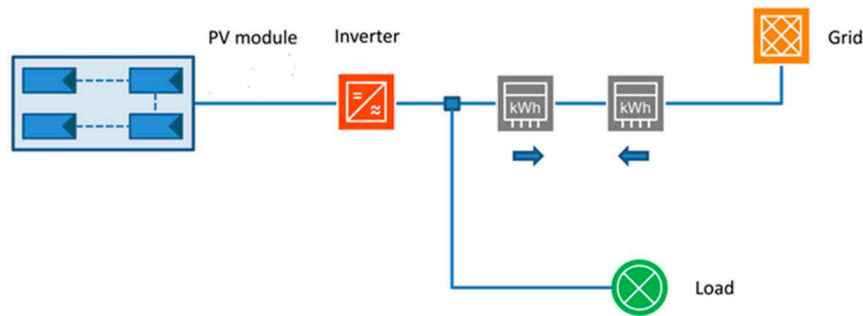 PV module
Inverter
Grid
kWh
kWh
Load